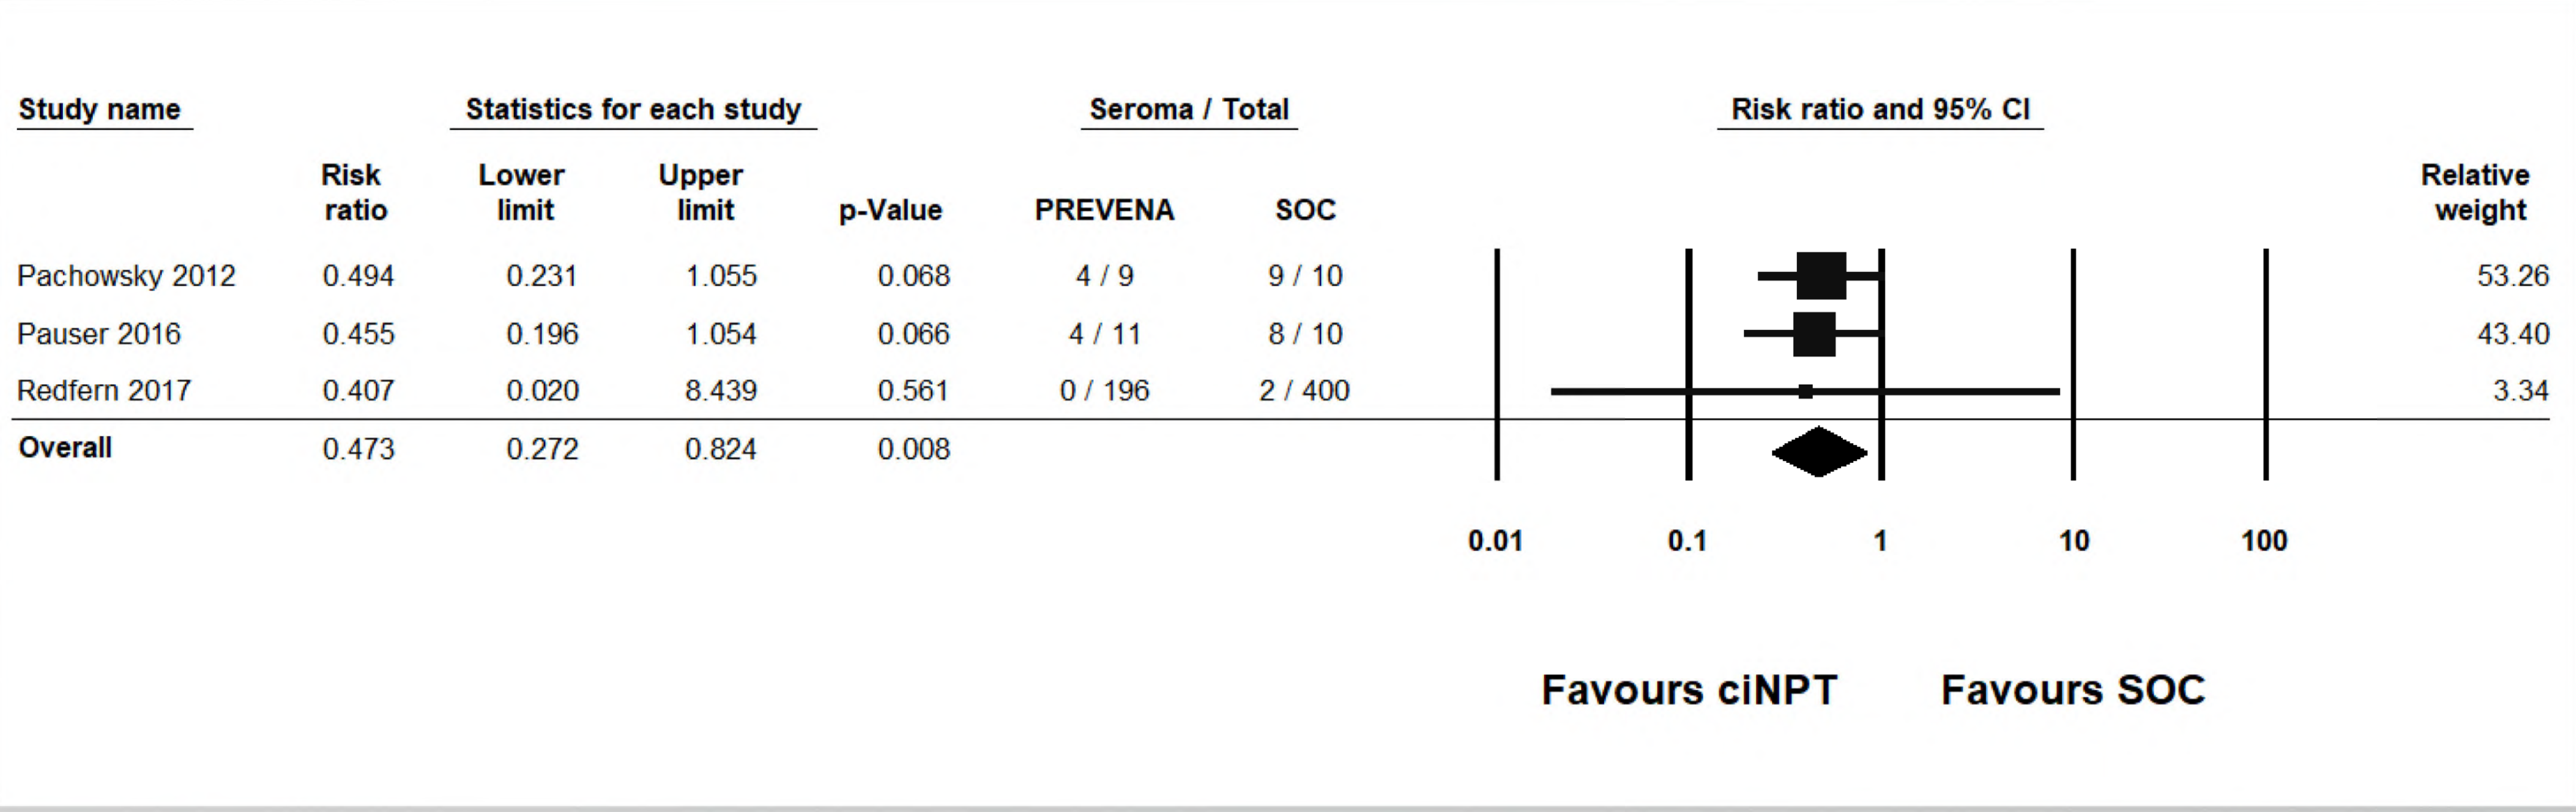 Study name Statistics for each study Seroma / Total Risk ratio and 95% CI
Risk Lower Upper Relative
ratio limit limit p-Value PREVENA SOC weight
Pachowsky 2012 0.494 0.231 1.055 0.068 4 / 9 9 / 10 53.26
Pauser 2016 0.455 0.196 1.054 0.066 4 / 11 8 / 10 43.40
Redfern 2017 0.407 0.020 8.439 0.561 0 / 196 2 / 400 3.34
Overall 0.473 0.272 0.824 0.008
0.01 0.1 1 10 100
Favours ciNPT Favours SOC